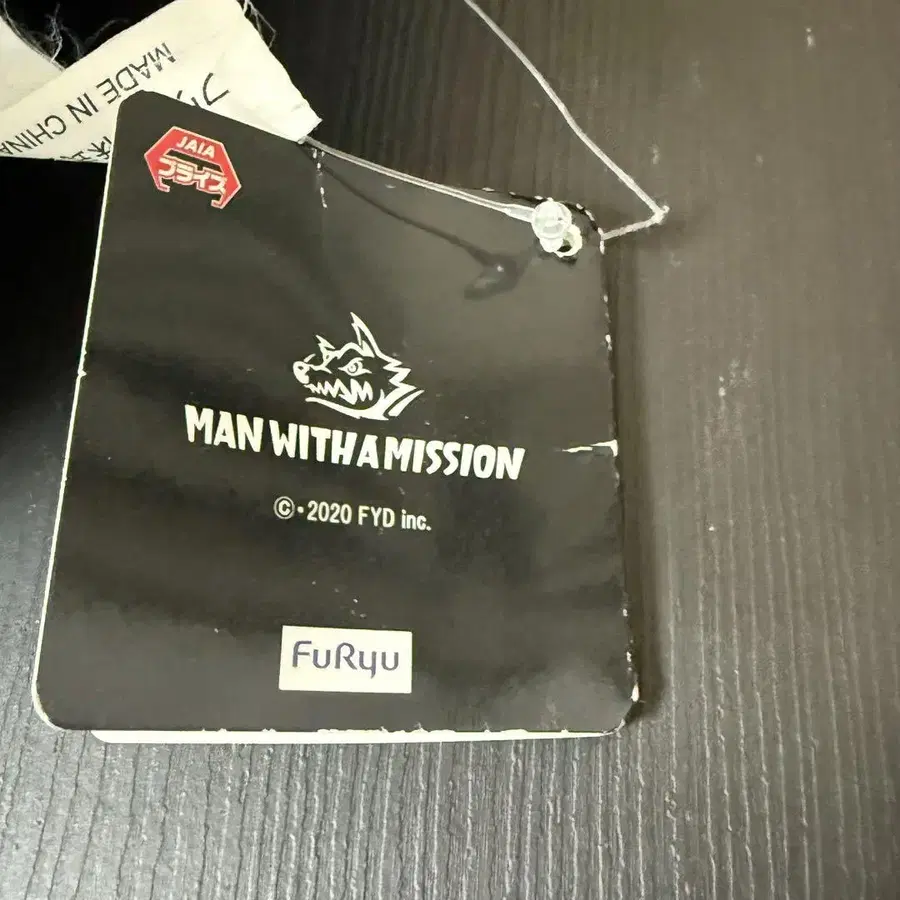 MADE IN CHINA
JAIA
プライズ
MAN WITH A MISSION
©・2020 FYD inc.
FuRyu